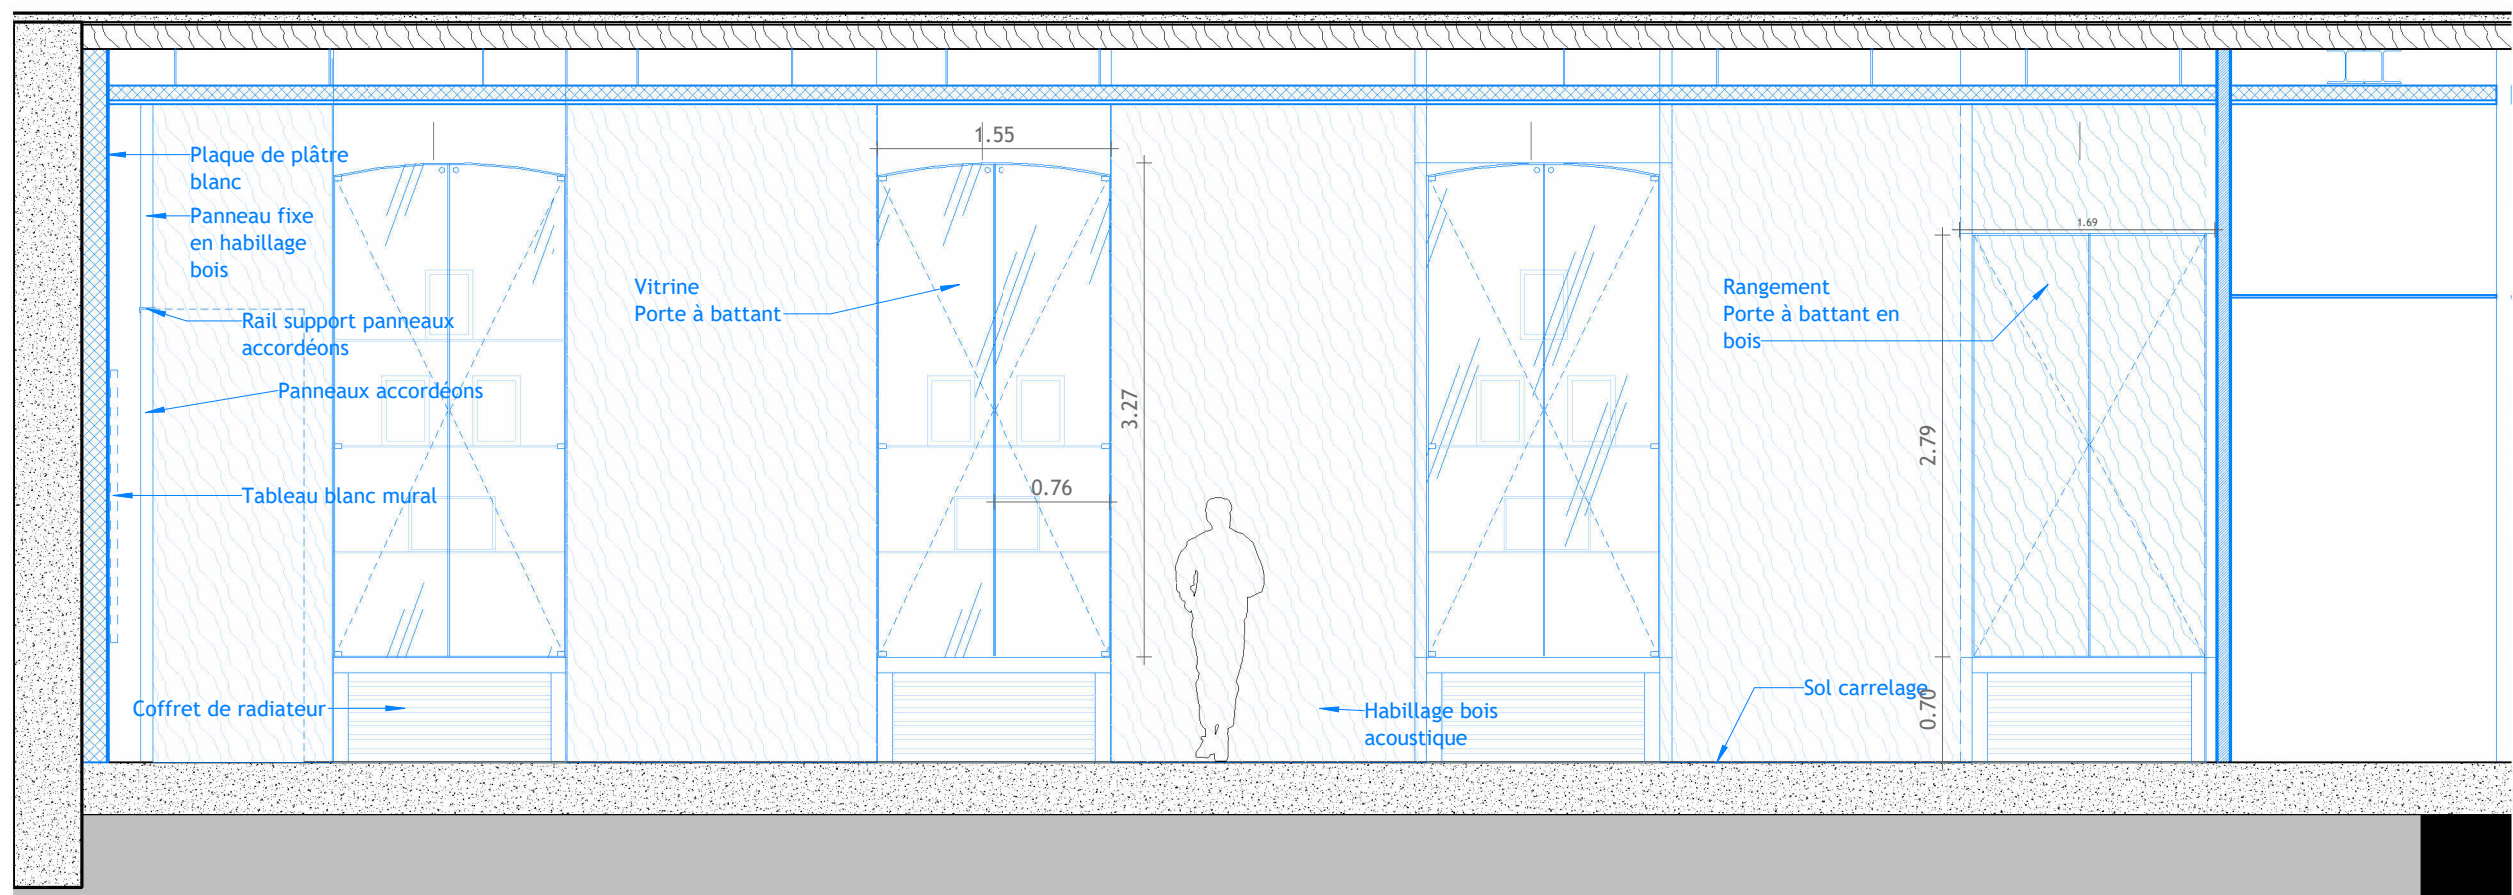 1.55
Plaque de plâtre
blanc
Panneau fixe
en habillage
bois
1.69
Vitrine
Porte à battant
Rangement
Porte à battant en
bois
Rail support panneaux
accordéons
Panneaux accordéons
3.27
2.79
0.76
Tableau blanc mural
Sol carrelage
0.70
Coffret de radiateur
Habillage bois
acoustique